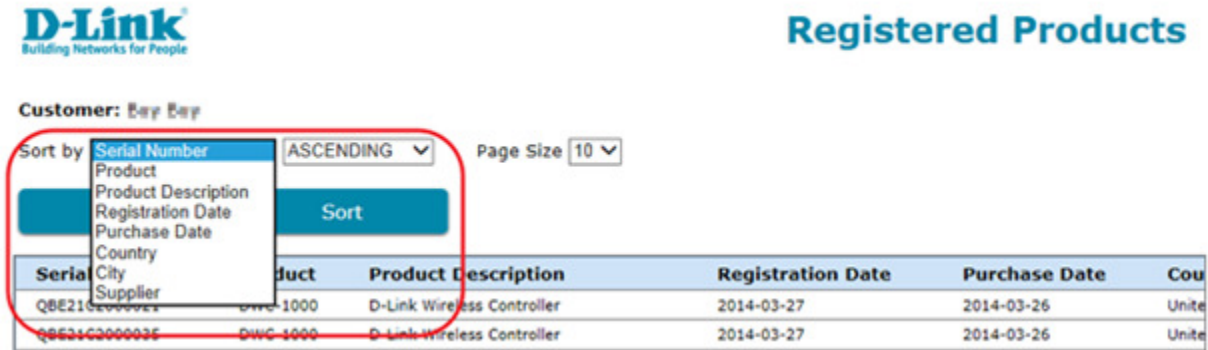 D-Link
Building Networks for People
Registered Products
Customer:
Sort by Serial Number ASCENDING Page Size 10
Product
Product Description
Registration Date
Purchase Date
Country
City
Supplier
Sort
Serial duct Product Description Registration Date Purchase Date Cou
DWC-1000 D-Link Wireless Controller 2014-03-27 2014-03-26 Unite
QBE21C2000035 DWC-1000 D-Link Wireless Controller 2014-03-27 2014-03-26 Unite